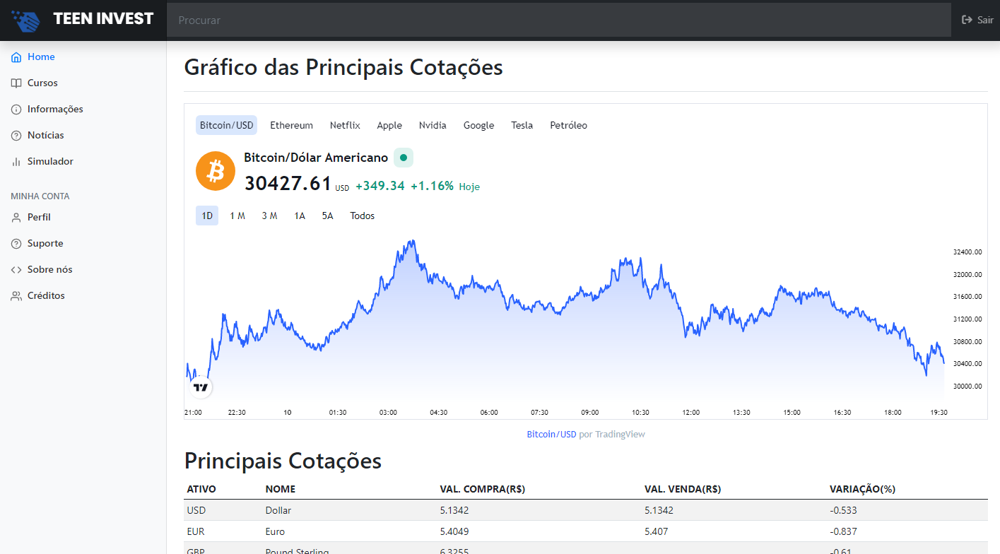 TEEN INVEST
Procurar
Sair
Home
Cursos
Informações
Notícias
Simulador
MINHA CONTA
Perfil
Suporte
Sobre nós
Créditos
Gráfico das Principais Cotações
Bitcoin/USD Ethereum Netflix Apple Nvidia Google Tesla Petróleo
Bitcoin/Dólar Americano
30427.61 USD +349.34 +1.16% Hoje
1D 1 M 3 M 1A 5A Todos
32400.00
32000.00
31600.00
31200.00
30800.00
30400.00
30000.00
21:00 22:30 10 01:30 03:00 04:30 06:00 07:30 09:00 10:30 12:00 13:30 15:00 16:30 18:00 19:30
Bitcoin/USD por TradingView
Principais Cotações
ATIVO NOME VAL. COMPRA(R$) VAL. VENDA(R$) VARIAÇÃO(%)
USD Dollar 5.1342 5.1342 -0.533
EUR Euro 5.4049 5.407 -0.837
GBP Pound Sterling 6.3255 -0.61